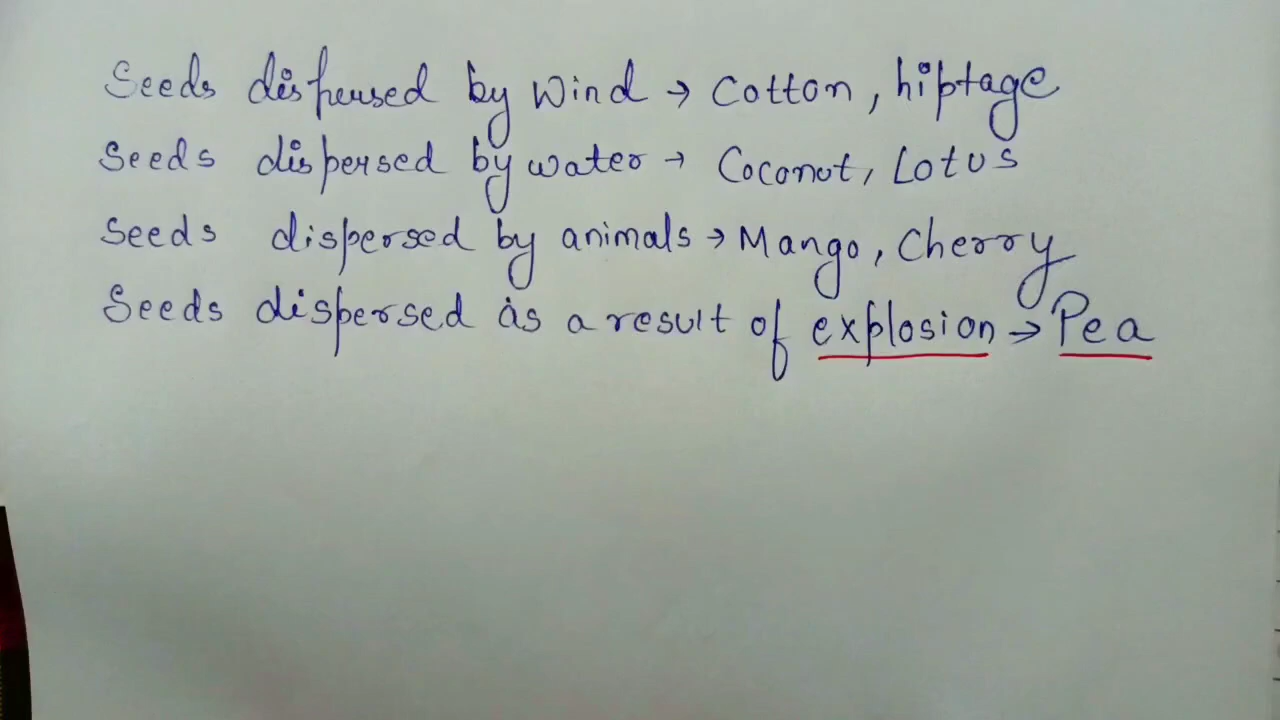 Seeds dispersed by Wind → Cotton, hiptage
Seeds dispersed by water → Coconut, Lotus
Seeds dispersed by animals → Mango, Cherry
Seeds dispersed as a result of explosion → Pea